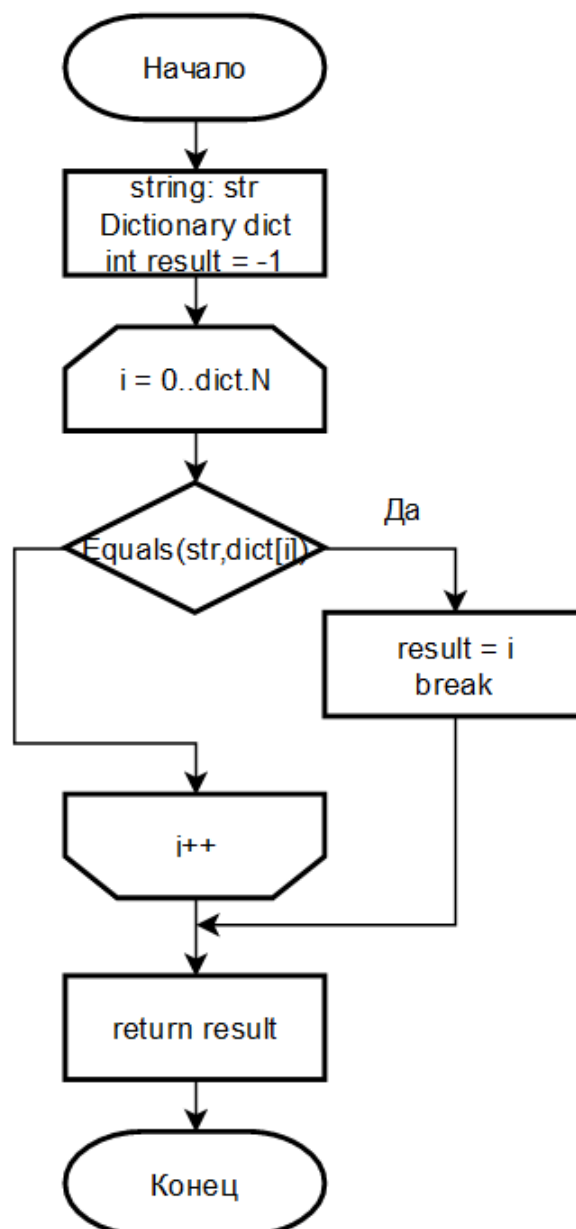 Начало
string: str
Dictionary dict
int result = -1
i = 0..dict.N
Equals(str,dict[i])
Да
result = i
break
i++
return result
Конец